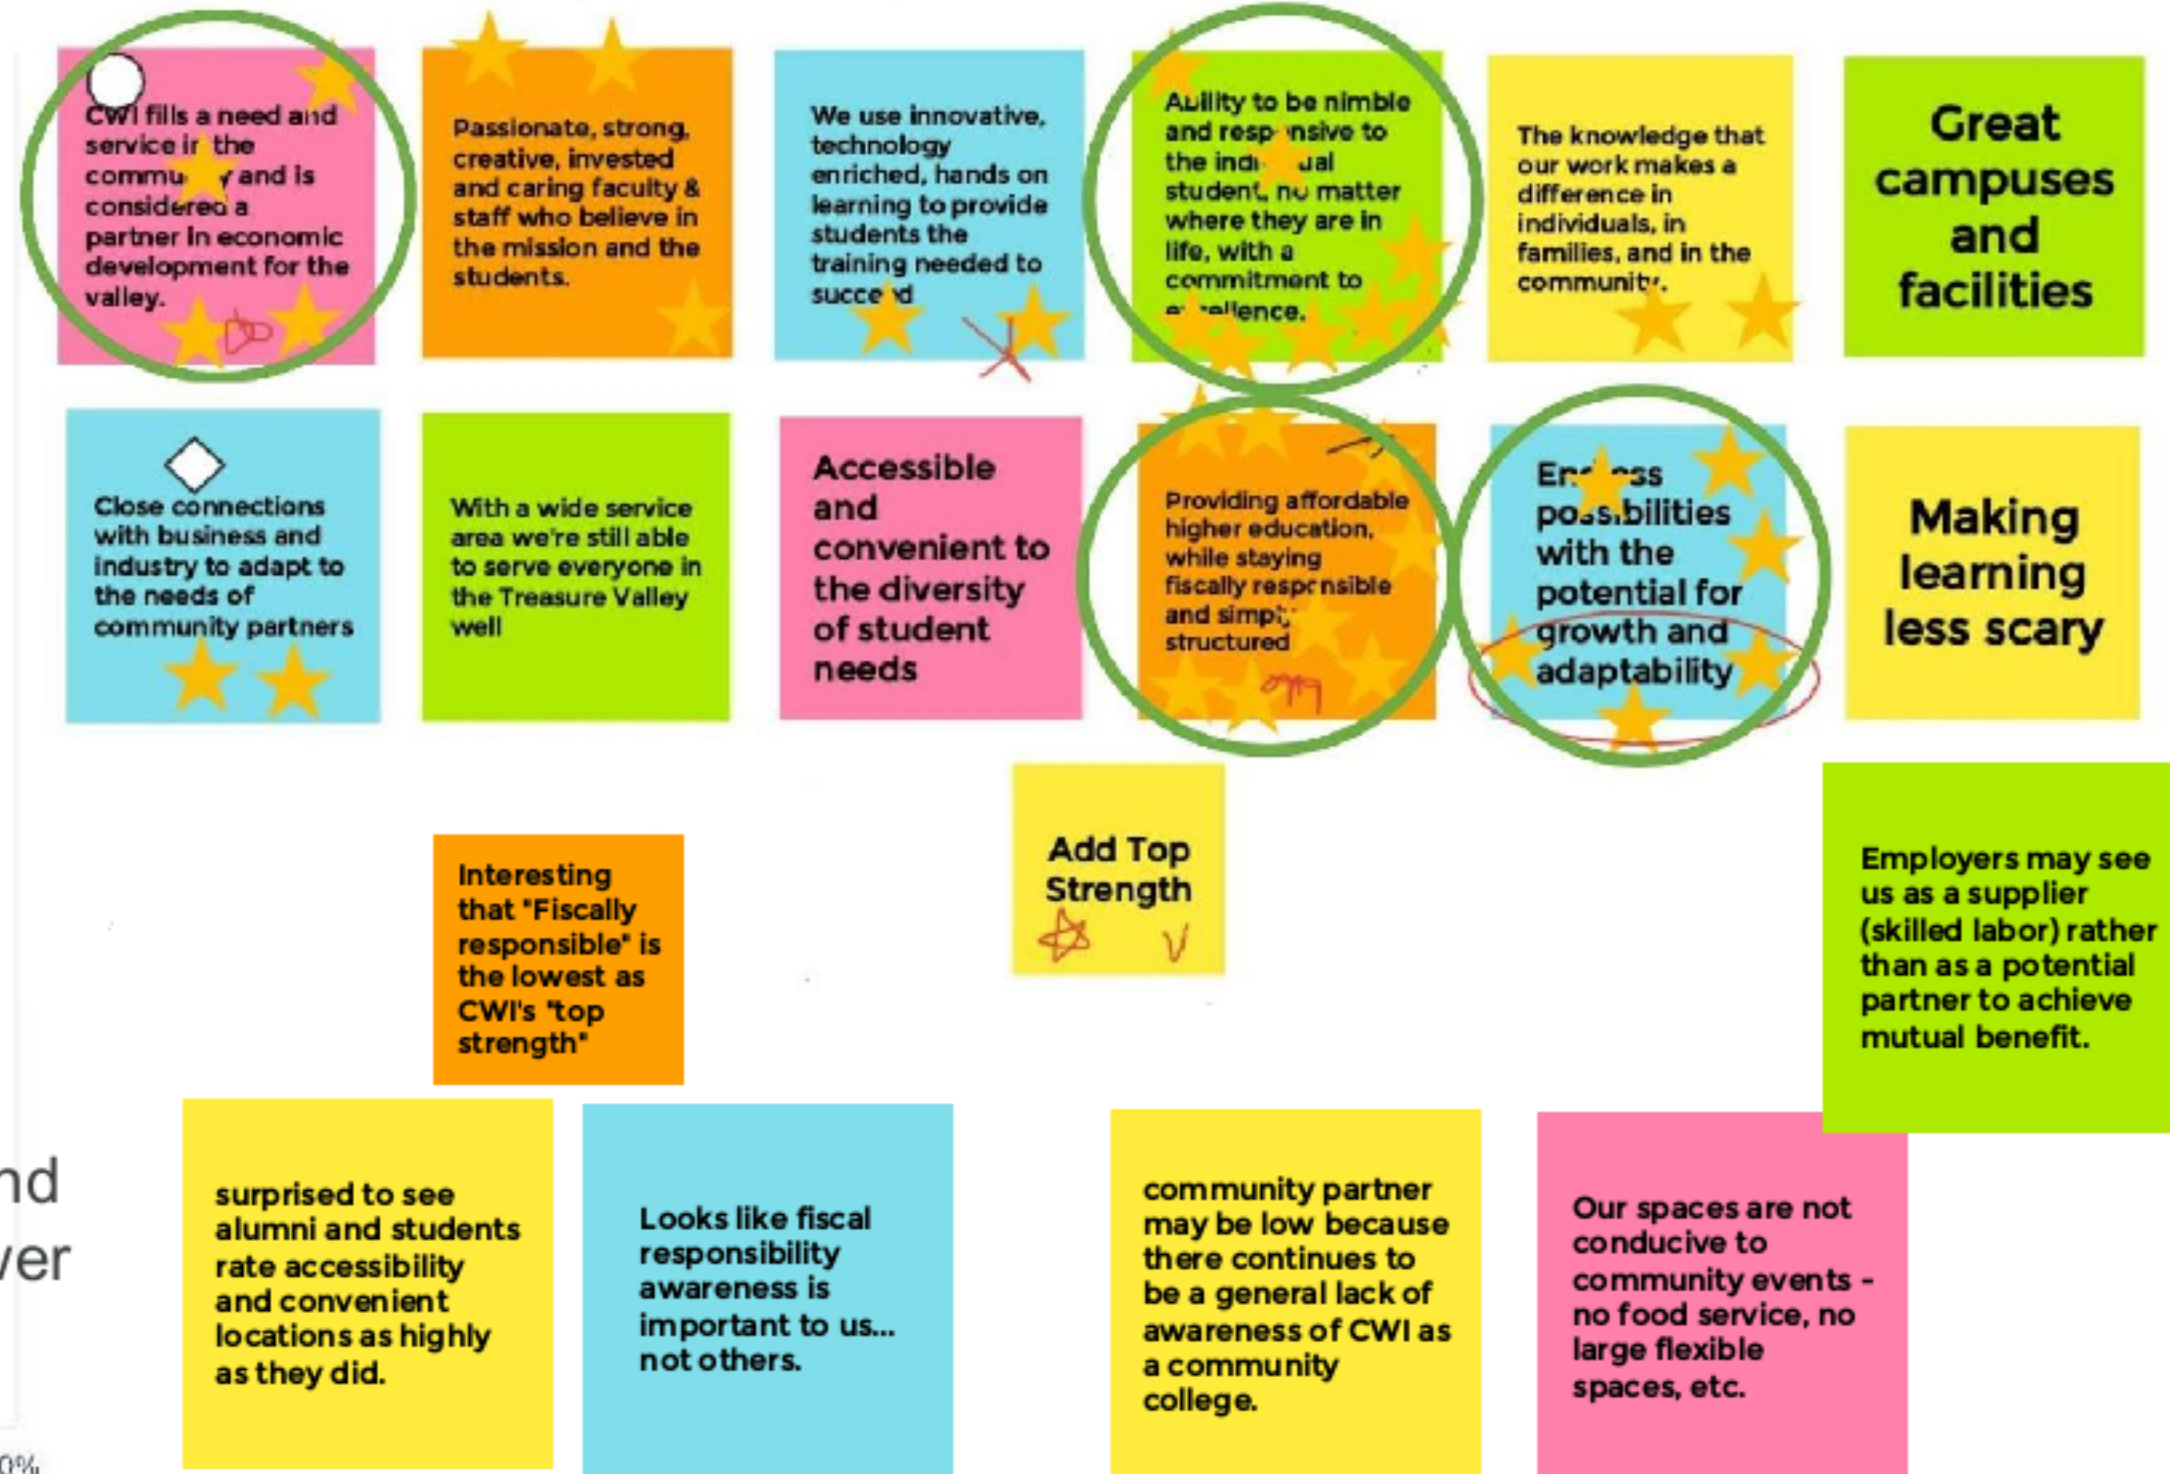 CWI fills a need and
service in the
community and is
considered a
partner in economic
development for the
valley.
Passionate, strong,
creative, invested
and caring faculty &
staff who believe in
the mission and the
students.
We use innovative,
technology
enriched, hands on
learning to provide
students the
training needed to
succeed
Ability to be nimble
and responsive to
the individual
student, no matter
where they are in
life, with a
commitment to
excellence.
The knowledge that
our work makes a
difference in
individuals, in
families, and in the
community.
Great
campuses
and
facilities
Close connections
with business and
industry to adapt to
the needs of
community partners
With a wide service
area we're still able
to serve everyone in
the Treasure Valley
well
Accessible
and
convenient to
the diversity
of student
needs
Providing affordable
higher education,
while staying
fiscally responsible
and simply
structured
Endless
possibilities
with the
potential for
growth and
adaptability
Making
learning
less scary
Add Top
Strength
Interesting
that "Fiscally
responsible" is
the lowest as
CWI's "top
strength"
Employers may see
us as a supplier
(skilled labor) rather
than as a potential
partner to achieve
mutual benefit.
surprised to see
alumni and students
rate accessibility
and convenient
locations as highly
as they did.
Looks like fiscal
responsibility
awareness is
important to us...
not others.
community partner
may be low because
there continues to
be a general lack of
awareness of CWI as
a community
college.
Our spaces are not
conducive to
community events -
no food service, no
large flexible
spaces, etc.